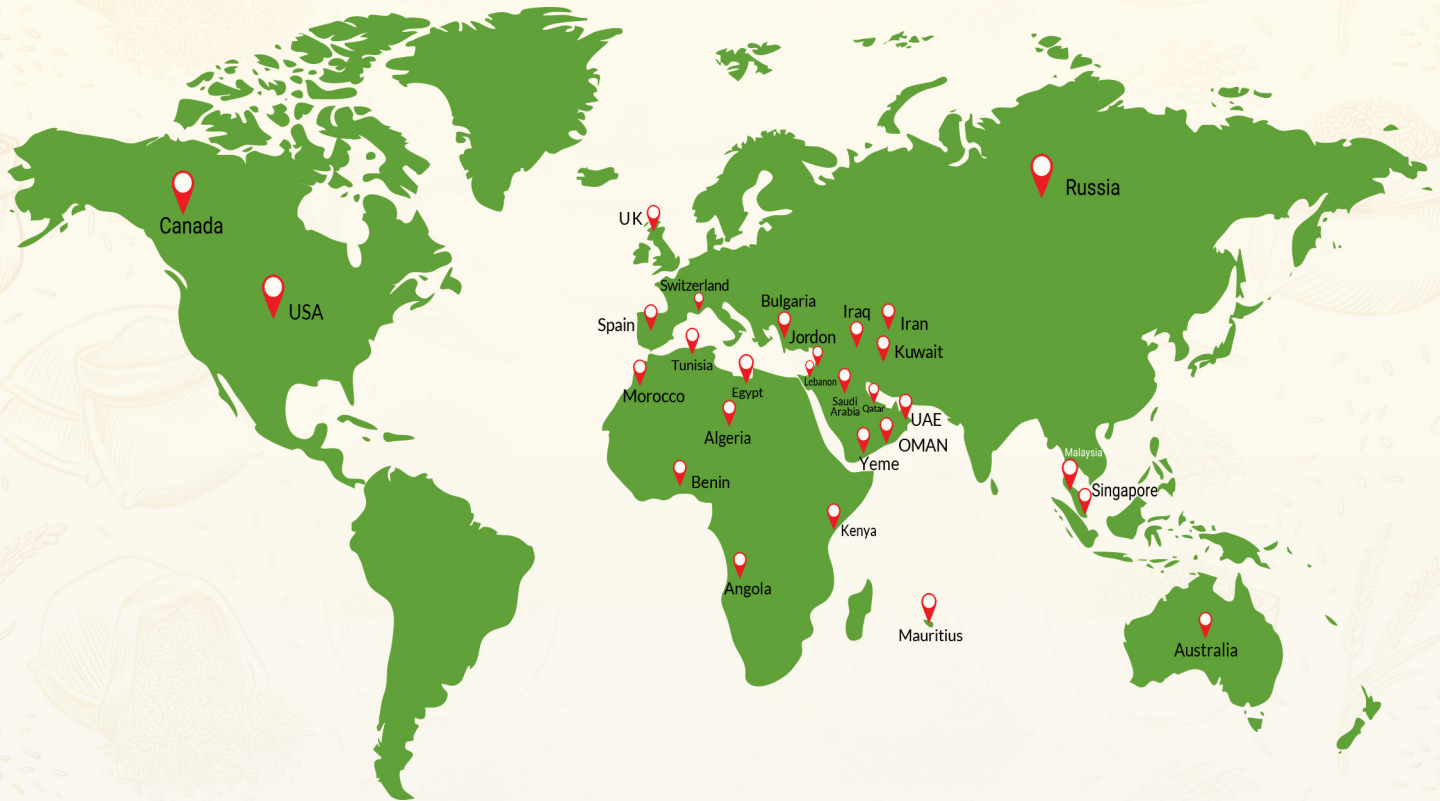 Russia
Canada
UK
USA
Switzerland
Bulgaria
Spain
Iraq
Iran
Jordon
Kuwait
Tunisia
Egypt
Lebanon
Morocco
Saudi
Arabia
Qatar
UAE
Algeria
OMAN
Yeme
Malaysia
Benin
Singapore
Kenya
Angola
Mauritius
Australia